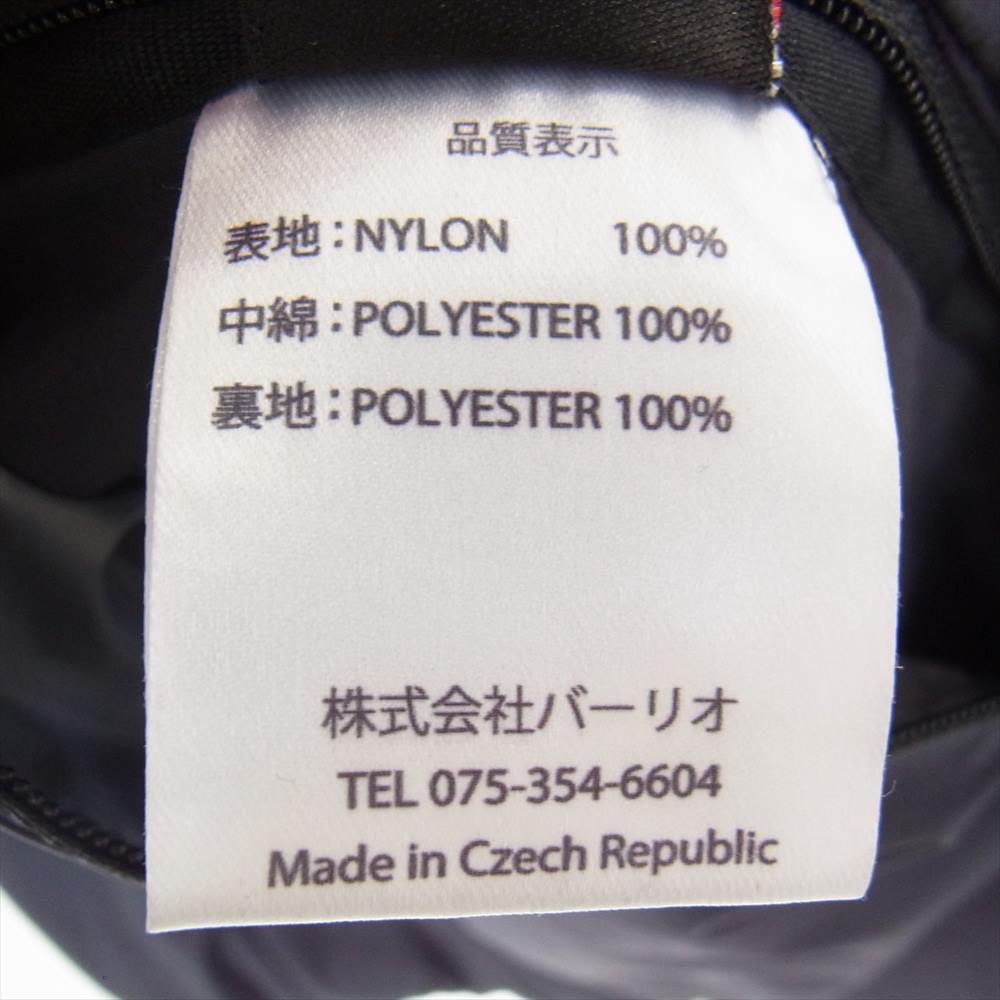 品質表示
表地：NYLON 100%
中綿：POLYESTER 100%
裏地：POLYESTER 100%
株式会社バーリオ
TEL 075-354-6604
Made in Czech Republic